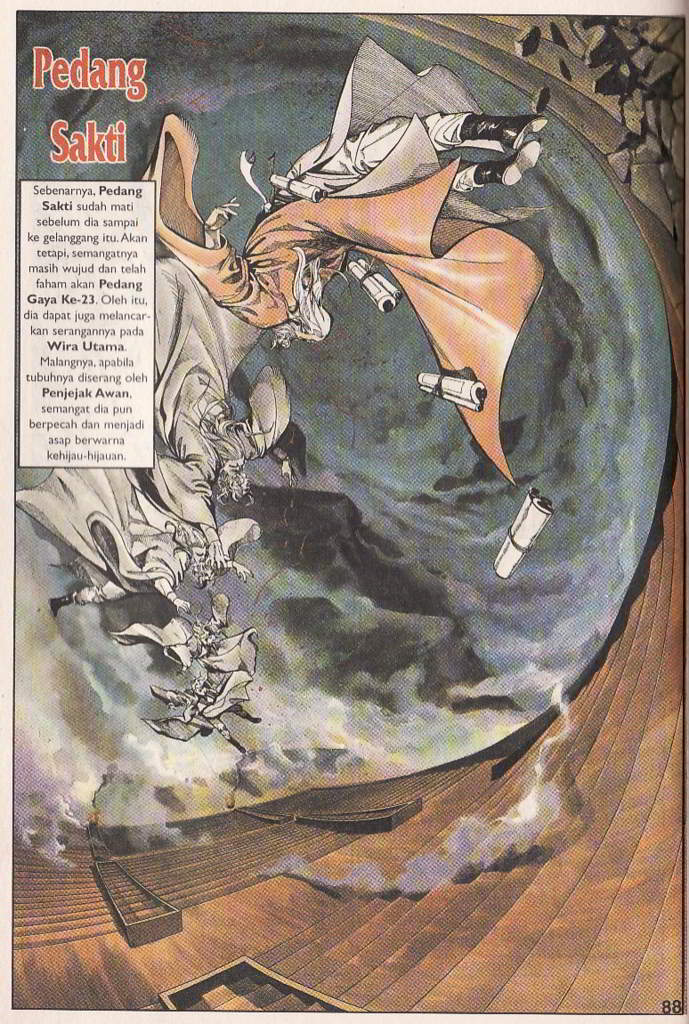 Pedang
Sakti
Sebenarnya, Pedang
Sakti sudah mati
sebelum dia sampai
ke gelanggang itu. Akan
tetapi, semangatnya
masih wujud dan telah
faham akan Pedang
Gaya Ke-23. Oleh itu,
dia dapat juga melancar-
kan serangannya pada
Wira Utama.
Malangnya, apabila
tubuhnya diserang oleh
Penjejak Awan,
semangat dia pun
berpecah dan menjadi
asap berwarna
kehijau-hijauan.
88